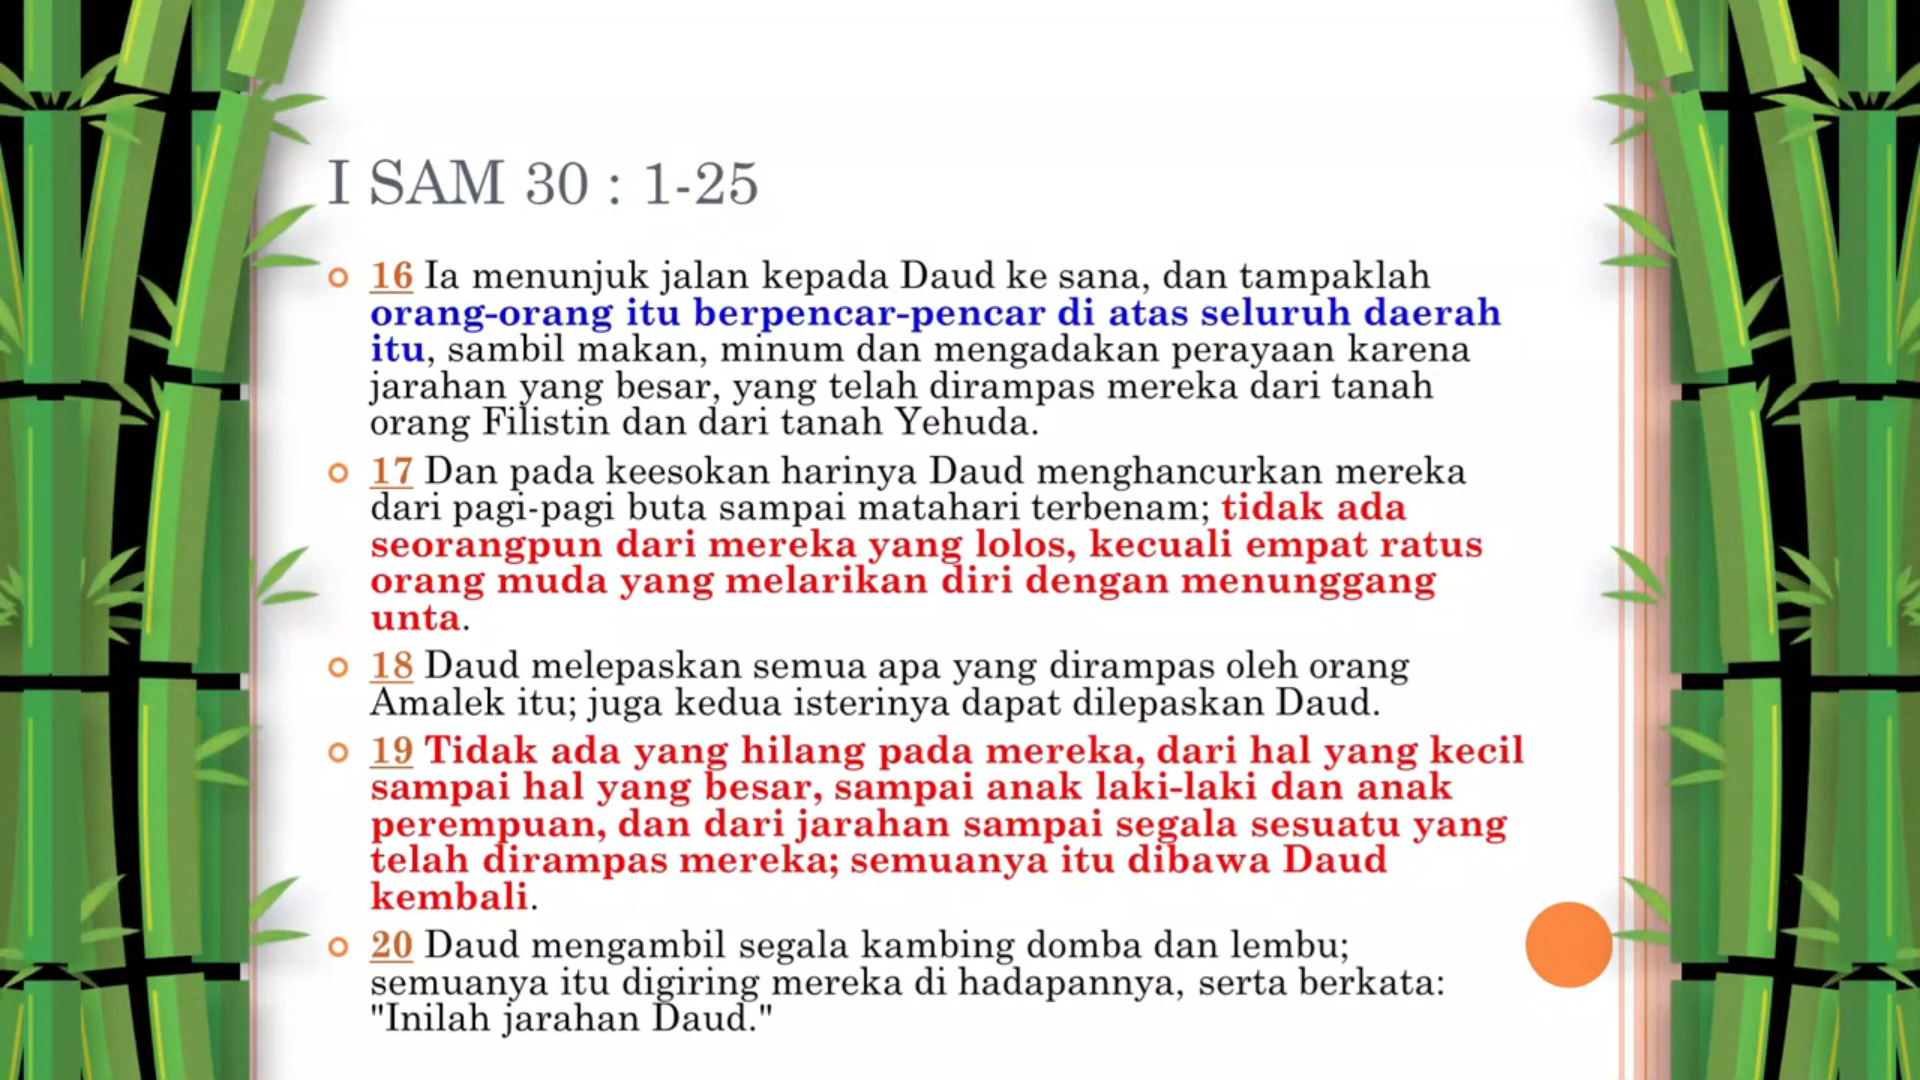 I SAM 30 : 1-25
16 Ia menunjuk jalan kepada Daud ke sana, dan tampaklah
orang-orang itu berpencar-pencar di atas seluruh daerah
itu, sambil makan, minum dan mengadakan perayaan karena
jarahan yang besar, yang telah dirampas mereka dari tanah
orang Filistin dan dari tanah Yehuda.
17 Dan pada keesokan harinya Daud menghancurkan mereka
dari pagi-pagi buta sampai matahari terbenam; tidak ada
seorangpun dari mereka yang lolos, kecuali empat ratus
orang muda yang melarikan diri dengan menunggang
unta.
18 Daud melepaskan semua apa yang dirampas oleh orang
Amalek itu; juga kedua isterinya dapat dilepaskan Daud.
19 Tidak ada yang hilang pada mereka, dari hal yang kecil
sampai hal yang besar, sampai anak laki-laki dan anak
perempuan, dan dari jarahan sampai segala sesuatu yang
telah dirampas mereka; semuanya itu dibawa Daud
kembali.
20 Daud mengambil segala kambing domba dan lembu;
semuanya itu digiring mereka di hadapannya, serta berkata:
"Inilah jarahan Daud."